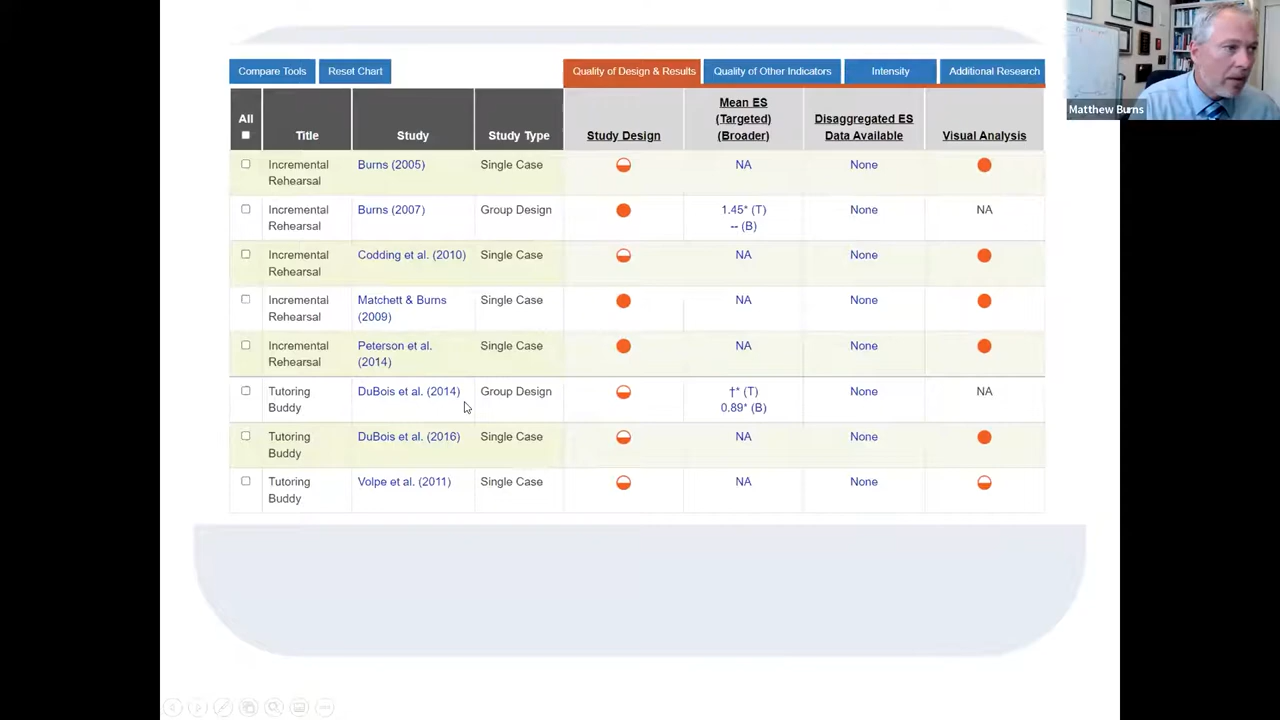 Compare Tools
Reset Chart
Quality of Design & Results
Quality of Other Indicators
Intensity
Additional Research
Matthew Burns
All
Title
Study
Study Type
Study Design
Mean ES
(Targeted)
(Broader)
Disaggregated ES
Data Available
Visual Analysis
Incremental
Rehearsal
Burns (2005)
Single Case
NA
None
Incremental
Rehearsal
Burns (2007)
Group Design
1.45* (T)
-- (B)
None
NA
Incremental
Rehearsal
Codding et al. (2010)
Single Case
NA
None
Incremental
Rehearsal
Matchett & Burns
(2009)
Single Case
NA
None
Incremental
Rehearsal
Peterson et al.
(2014)
Single Case
NA
None
Tutoring
Buddy
DuBois et al. (2014)
Group Design
†* (T)
0.89* (B)
None
NA
Tutoring
Buddy
DuBois et al. (2016)
Single Case
NA
None
Tutoring
Buddy
Volpe et al. (2011)
Single Case
NA
None